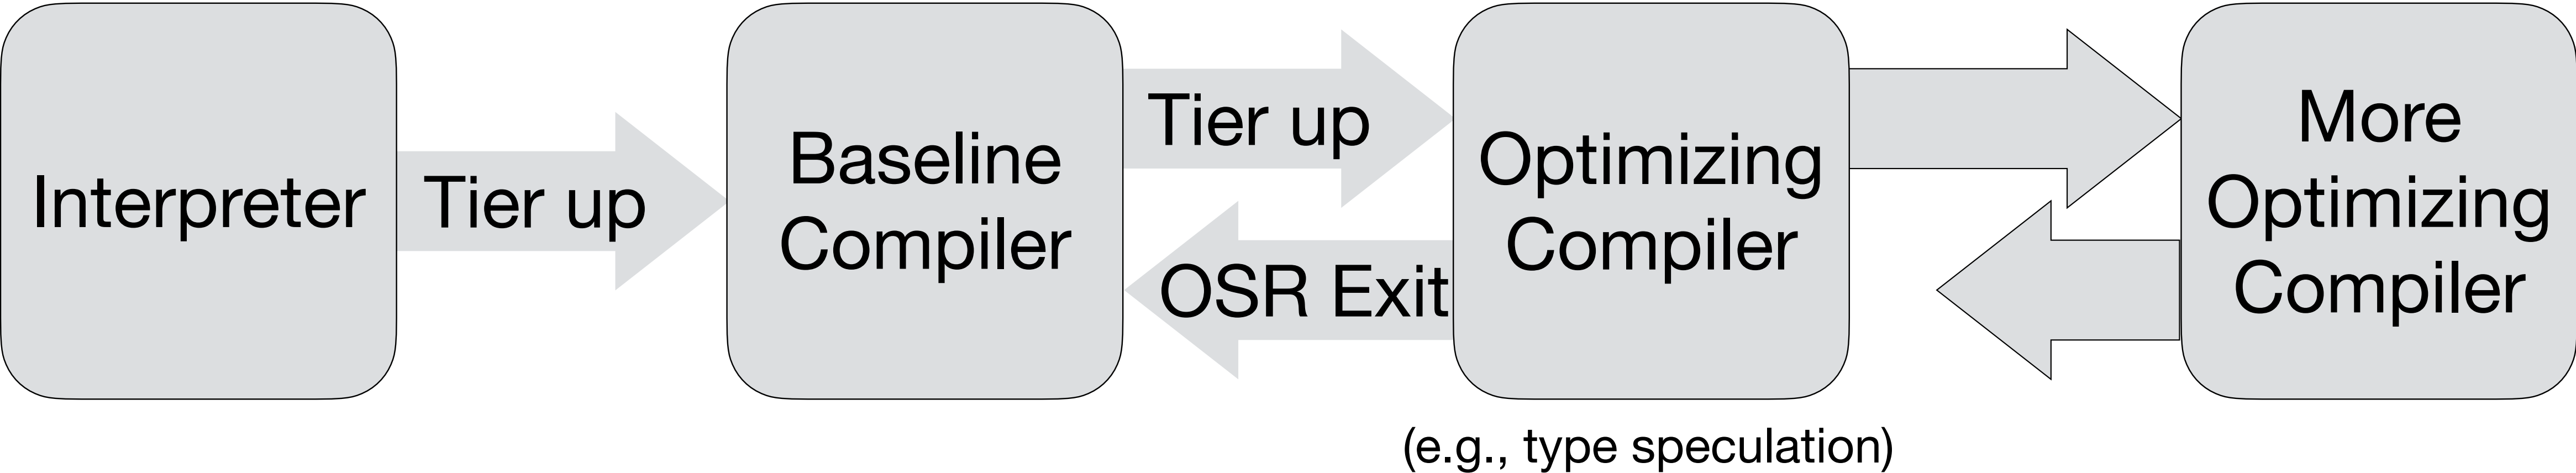 Interpreter
Tier up
Baseline
Compiler
Tier up
OSR Exit
Optimizing
Compiler
(e.g., type speculation)
More
Optimizing
Compiler